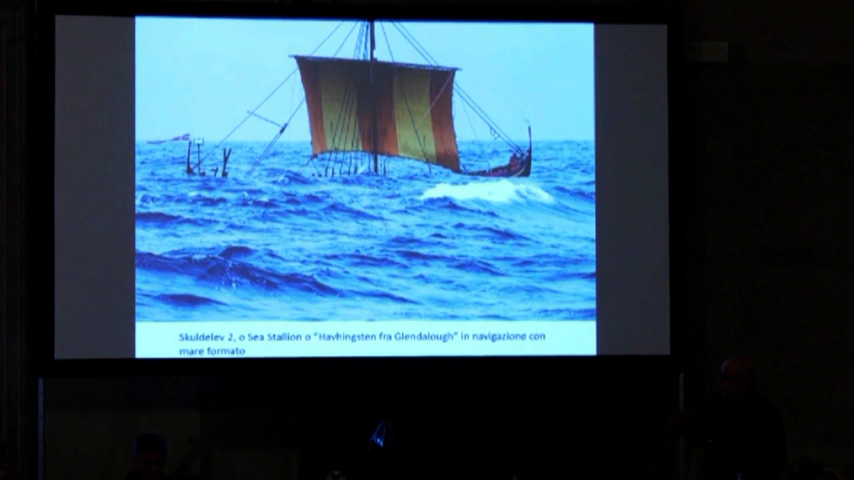 Skuldelev 2, o Sea Stallion o "Havhingsten fra Glendalough" in navigazione con
mare formato